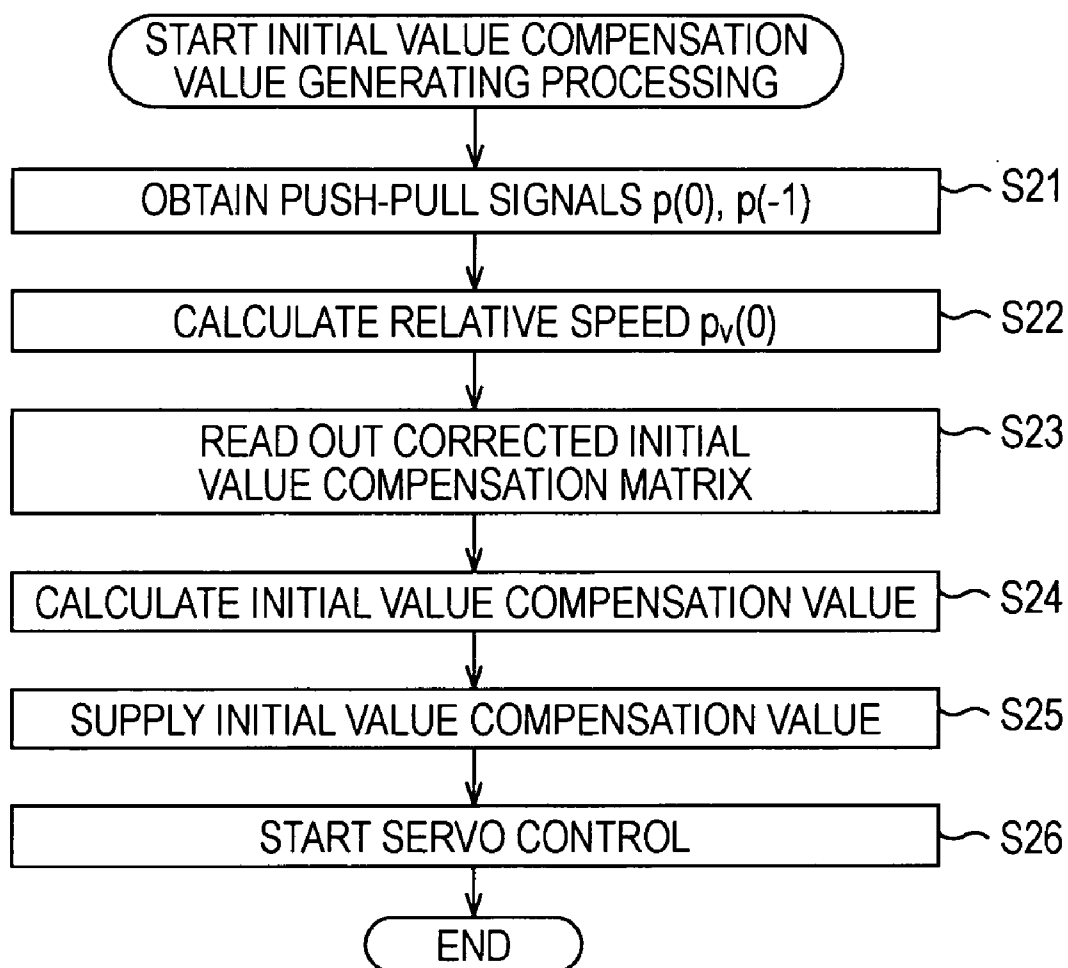 START INITIAL VALUE COMPENSATION
VALUE GENERATING PROCESSING
OBTAIN PUSH-PULL SIGNALS p(0), p(-1)
S21
CALCULATE RELATIVE SPEED pv(0)
S22
READ OUT CORRECTED INITIAL
VALUE COMPENSATION MATRIX
S23
CALCULATE INITIAL VALUE COMPENSATION VALUE
S24
SUPPLY INITIAL VALUE COMPENSATION VALUE
S25
START SERVO CONTROL
S26
END